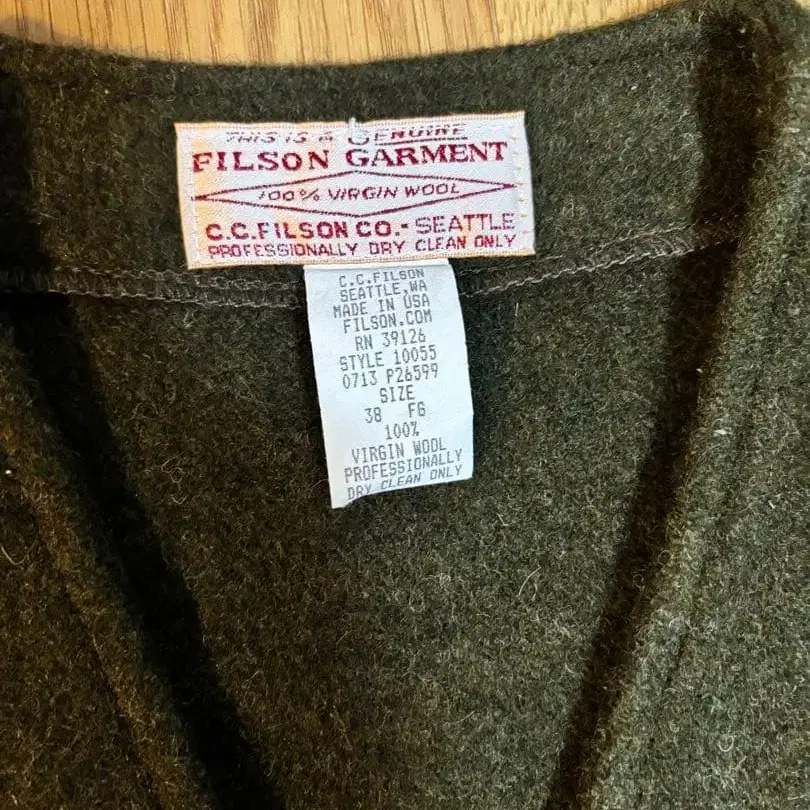 THIS IS A GENUINE
FILSON GARMENT
100% VIRGIN WOOL
C.C.FILSON CO.- SEATTLE
PROFESSIONALLY DRY CLEAN ONLY
C.C.FILSON
SEATTLE,WA
MADE IN USA
FILSON.COM
RN 39126
STYLE 10055
0713 P26599
SIZE
38 FG
100%
VIRGIN WOOL
PROFESSIONALLY
DRY CLEAN ONLY